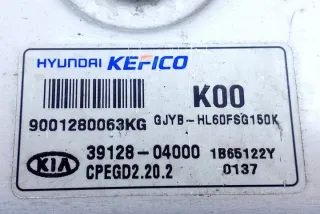 HYUNDAI KEFICO
K00
9001280063KG GJYB-HL60FSG150K
KIA 39128-04000 1B65122Y
CPEGD2.20.2 0137